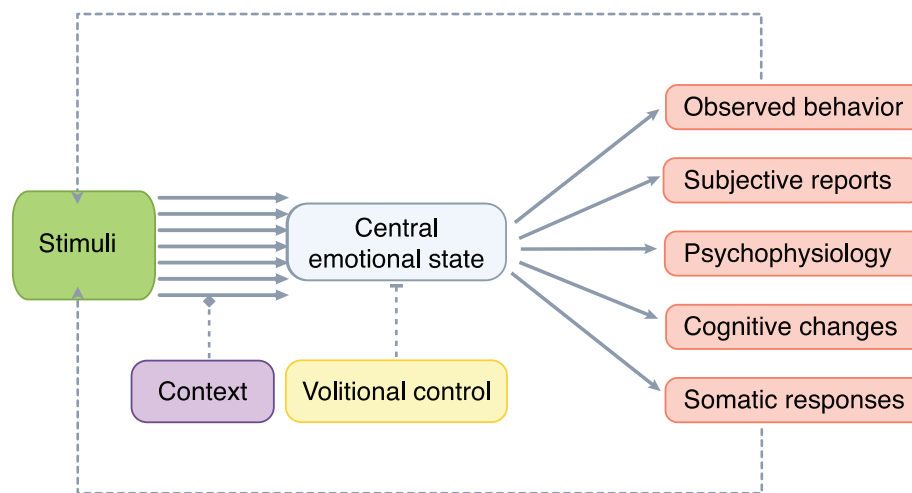 Observed behavior
Subjective reports
Stimuli
Central
emotional state
Psychophysiology
Cognitive changes
Context
Volitional control
Somatic responses